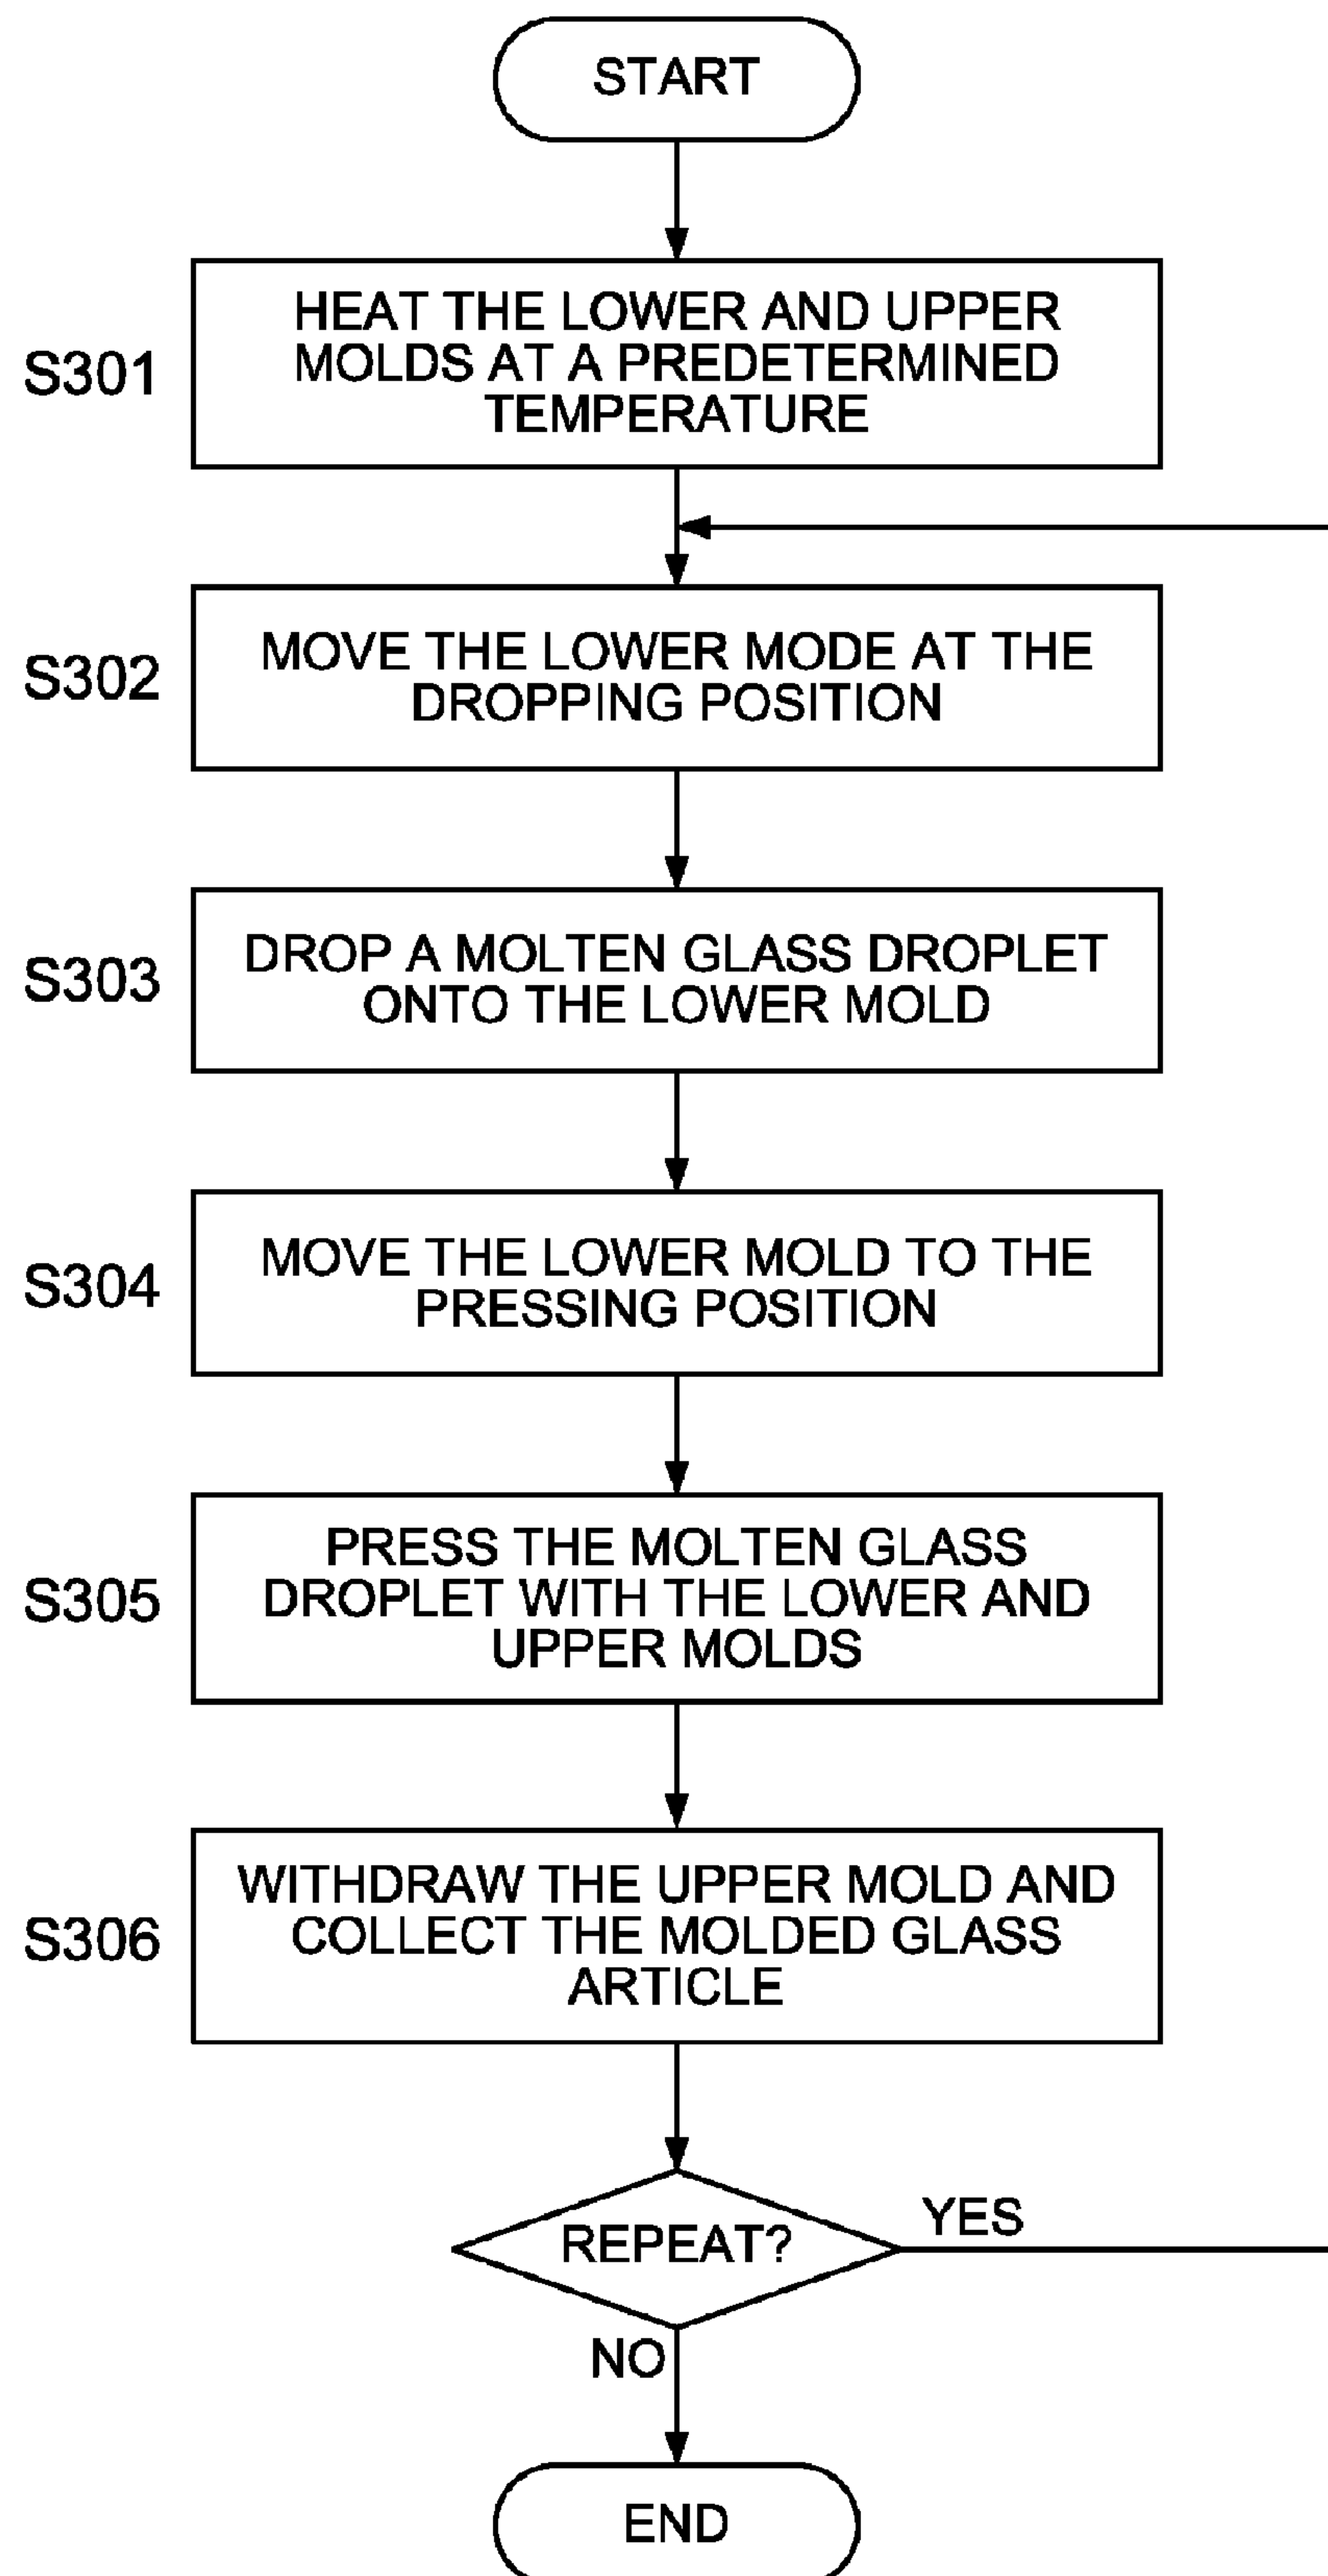 START
S301
HEAT THE LOWER AND UPPER
MOLDS AT A PREDETERMINED
TEMPERATURE
S302
MOVE THE LOWER MODE AT THE
DROPPING POSITION
S303
DROP A MOLTEN GLASS DROPLET
ONTO THE LOWER MOLD
S304
MOVE THE LOWER MOLD TO THE
PRESSING POSITION
S305
PRESS THE MOLTEN GLASS
DROPLET WITH THE LOWER AND
UPPER MOLDS
S306
WITHDRAW THE UPPER MOLD AND
COLLECT THE MOLDED GLASS
ARTICLE
REPEAT?
YES
NO
END